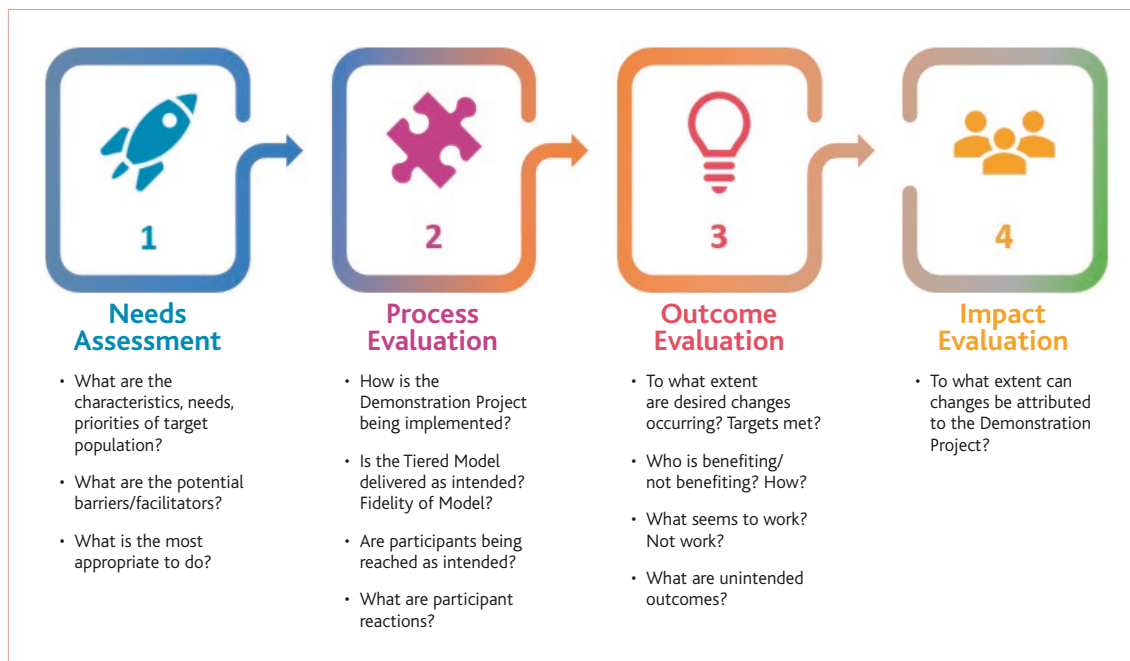 1
Needs
Assessment
• What are the
characteristics, needs,
priorities of target
population?
• What are the potential
barriers/facilitators?
• What is the most
appropriate to do?
2
Process
Evaluation
• How is the
Demonstration Project
being implemented?
• Is the Tiered Model
delivered as intended?
Fidelity of Model?
• Are participants being
reached as intended?
• What are participant
reactions?
3
Outcome
Evaluation
• To what extent
are desired changes
occurring? Targets met?
• Who is benefiting/
not benefiting? How?
• What seems to work?
Not work?
• What are unintended
outcomes?
4
Impact
Evaluation
• To what extent can
changes be attributed
to the Demonstration
Project?